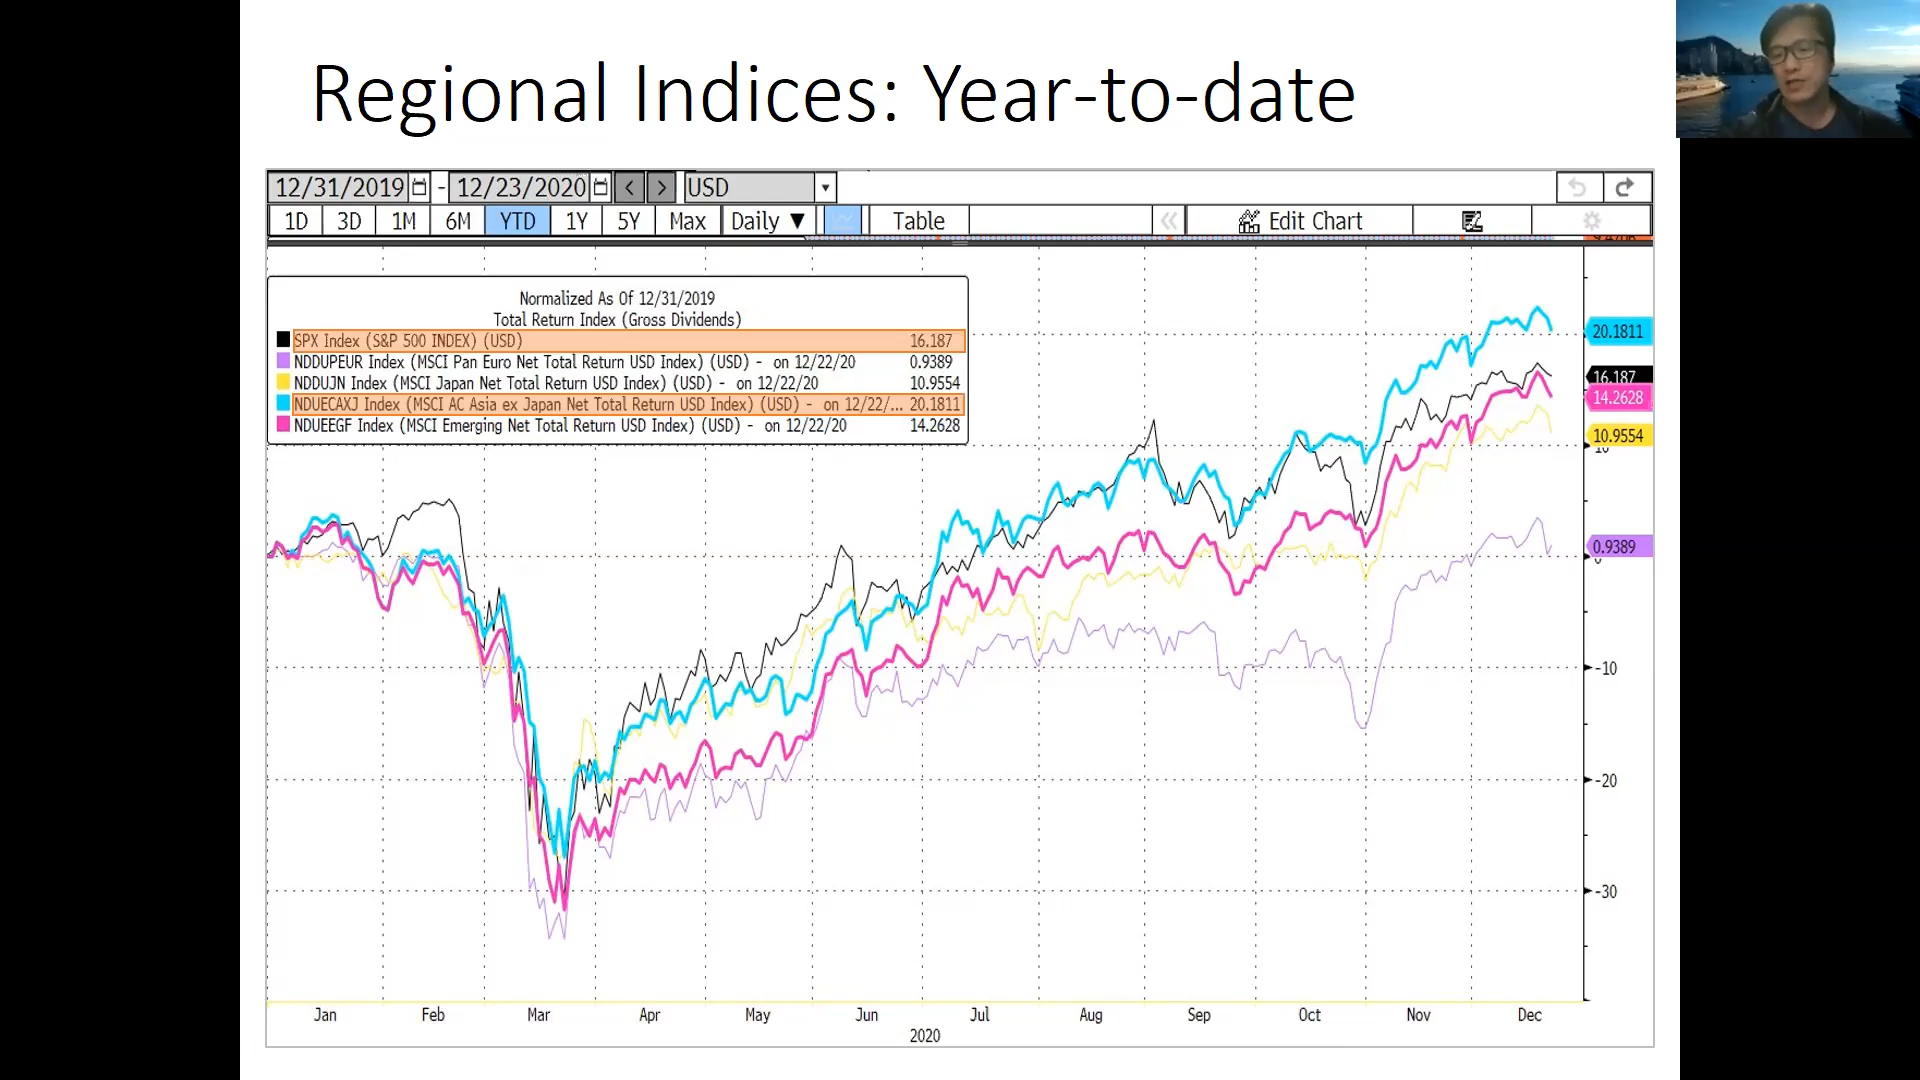 Regional Indices: Year-to-date
12/31/2019 - 12/23/2020 < > USD
1D 3D 1M 6M YTD 1Y 5Y Max Daily ▼ Table « Edit Chart
Normalized As Of 12/31/2019
Total Return Index (Gross Dividends)
SPX Index (S&P 500 INDEX) (USD) 16.187
NDDUPEUR Index (MSCI Pan Euro Net Total Return USD Index) (USD) - on 12/22/20 0.9389
NDDUJN Index (MSCI Japan Net Total Return USD Index) (USD) - on 12/22/20 10.9554
NDUECAXJ Index (MSCI AC Asia ex Japan Net Total Return USD Index) (USD) - on 12/22/... 20.1811
NDUEEGF Index (MSCI Emerging Net Total Return USD Index) (USD) - on 12/22/20 14.2628
20.1811
16.187
14.2628
10.9554
10
0.9389
0
-10
-20
-30
Jan Feb Mar Apr May Jun Jul Aug Sep Oct Nov Dec
2020